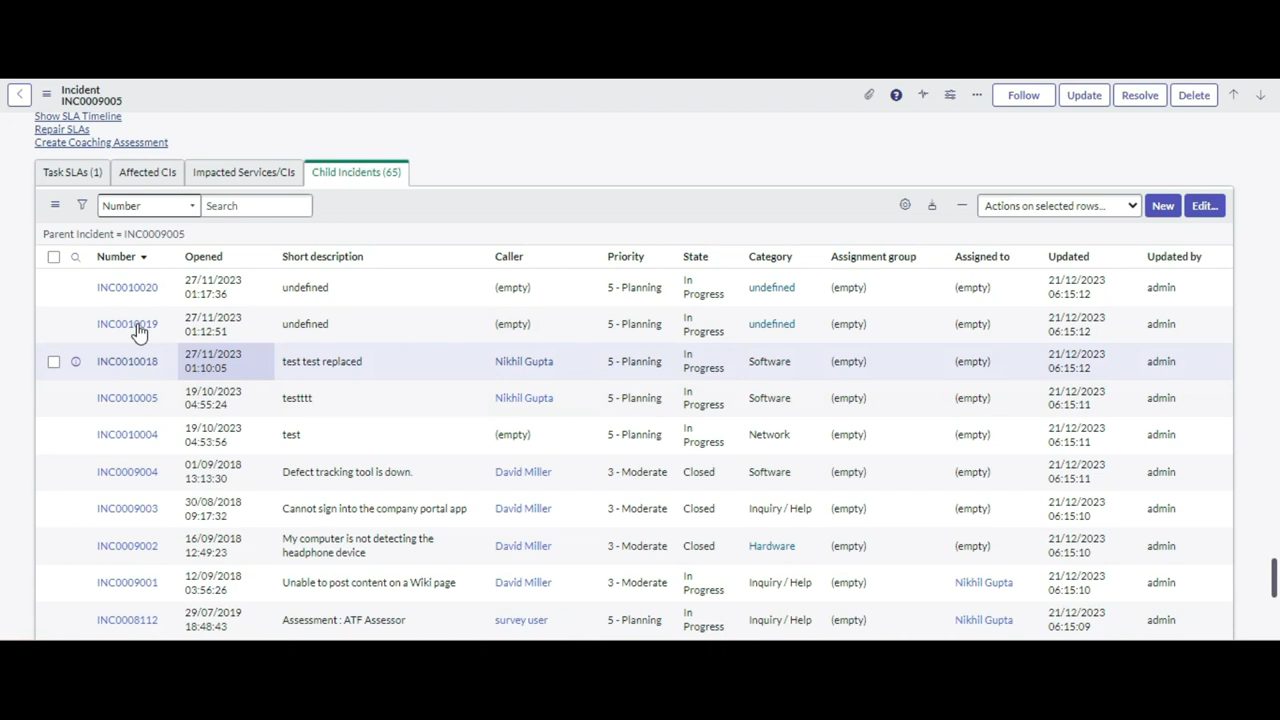 Incident
INC0009005
Follow Update Resolve Delete
Show SLA Timeline
Repair SLAs
Create Coaching Assessment
Task SLAs (1) Affected CIs Impacted Services/CIs Child Incidents (65)
Number Search Actions on selected rows... New Edit...
Parent Incident = INC0009005
Number Opened Short description Caller Priority State Category Assignment group Assigned to Updated Updated by
INC0010020 27/11/2023 01:17:36 undefined (empty) 5 - Planning In Progress undefined (empty) (empty) 21/12/2023 06:15:12 admin
INC0010019 27/11/2023 01:12:51 undefined (empty) 5 - Planning In Progress undefined (empty) (empty) 21/12/2023 06:15:12 admin
INC0010018 27/11/2023 01:10:05 test test replaced Nikhil Gupta 5 - Planning In Progress Software (empty) (empty) 21/12/2023 06:15:12 admin
INC0010005 19/10/2023 04:55:24 testttt Nikhil Gupta 5 - Planning In Progress Software (empty) (empty) 21/12/2023 06:15:11 admin
INC0010004 19/10/2023 04:53:56 test (empty) 5 - Planning In Progress Network (empty) (empty) 21/12/2023 06:15:11 admin
INC0009004 01/09/2018 13:13:30 Defect tracking tool is down. David Miller 3 - Moderate Closed Software (empty) (empty) 21/12/2023 06:15:11 admin
INC0009003 30/08/2018 09:17:32 Cannot sign into the company portal app David Miller 3 - Moderate Closed Inquiry / Help (empty) (empty) 21/12/2023 06:15:10 admin
INC0009002 16/09/2018 12:49:23 My computer is not detecting the headphone device David Miller 3 - Moderate Closed Hardware (empty) (empty) 21/12/2023 06:15:10 admin
INC0009001 12/09/2018 03:56:26 Unable to post content on a Wiki page David Miller 3 - Moderate In Progress Inquiry / Help (empty) Nikhil Gupta 21/12/2023 06:15:10 admin
INC0008112 29/07/2019 18:48:43 Assessment : ATF Assessor survey user 5 - Planning In Progress Inquiry / Help (empty) Nikhil Gupta 21/12/2023 06:15:09 admin